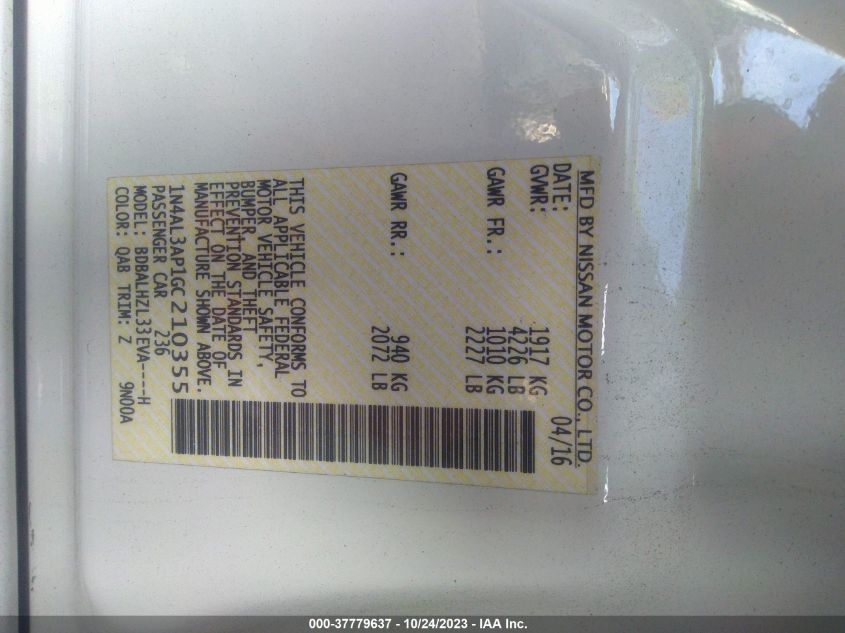 MFD BY NISSAN MOTOR CO., LTD.
DATE: 04/16
GVWR: 1917 KG
4226 LB
GAWR FR.: 1010 KG
2227 LB
GAWR RR.: 940 KG
2072 LB
THIS VEHICLE CONFORMS TO
ALL APPLICABLE FEDERAL
MOTOR VEHICLE SAFETY,
BUMPER, AND THEFT
PREVENTION STANDARDS IN
EFFECT ON THE DATE OF
MANUFACTURE SHOWN ABOVE.
1N4AL3AP1GC210355
PASSENGER CAR 236
MODEL: BDBALHZL33EVA----H
COLOR: QAB TRIM: Z 9N00A
000-37779637 - 10/24/2023 - IAA Inc.